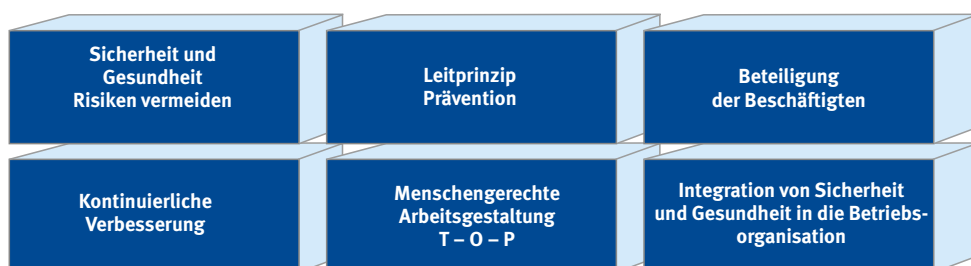 Sicherheit und
Gesundheit
Risiken vermeiden
Leitprinzip
Prävention
Beteiligung
der Beschäftigten
Kontinuierliche
Verbesserung
Menschengerechte
Arbeitsgestaltung
T – O – P
Integration von Sicherheit
und Gesundheit in die Betriebs-
organisation